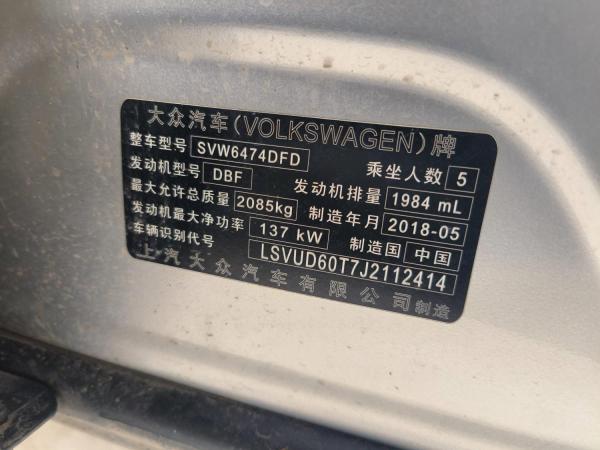 大众汽车(VOLKSWAGEN)牌
整车型号 SVW6474DFD 乘坐人数 5
发动机型号 DBF 发动机排量 1984 mL
最大允许总质量 2085kg 制造年月 2018-05
发动机最大净功率 137 kW 制造国 中国
车辆识别代号 LSVUD60T7J2112414
上汽大众汽车有限公司制造